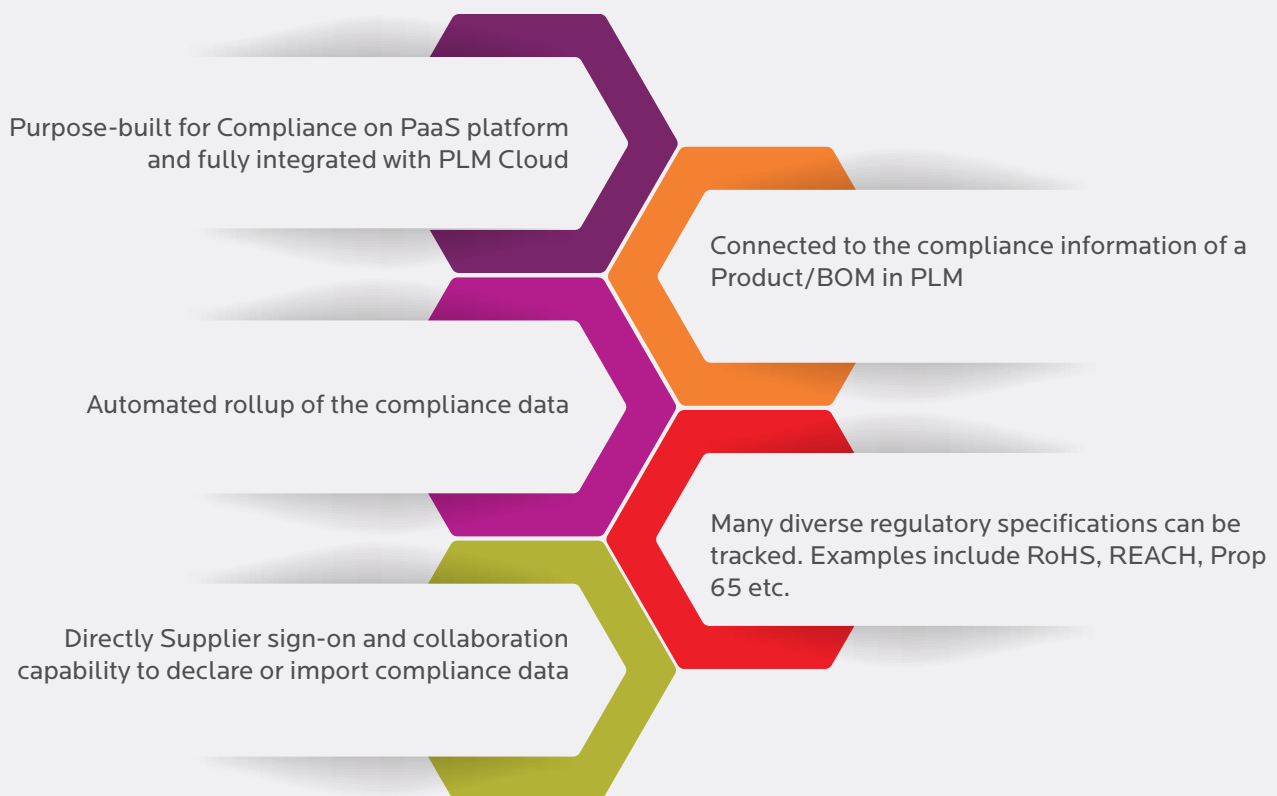 Purpose-built for Compliance on PaaS platform
and fully integrated with PLM Cloud
Connected to the compliance information of a
Product/BOM in PLM
Automated rollup of the compliance data
Many diverse regulatory specifications can be
tracked. Examples include RoHS, REACH, Prop
65 etc.
Directly Supplier sign-on and collaboration
capability to declare or import compliance data